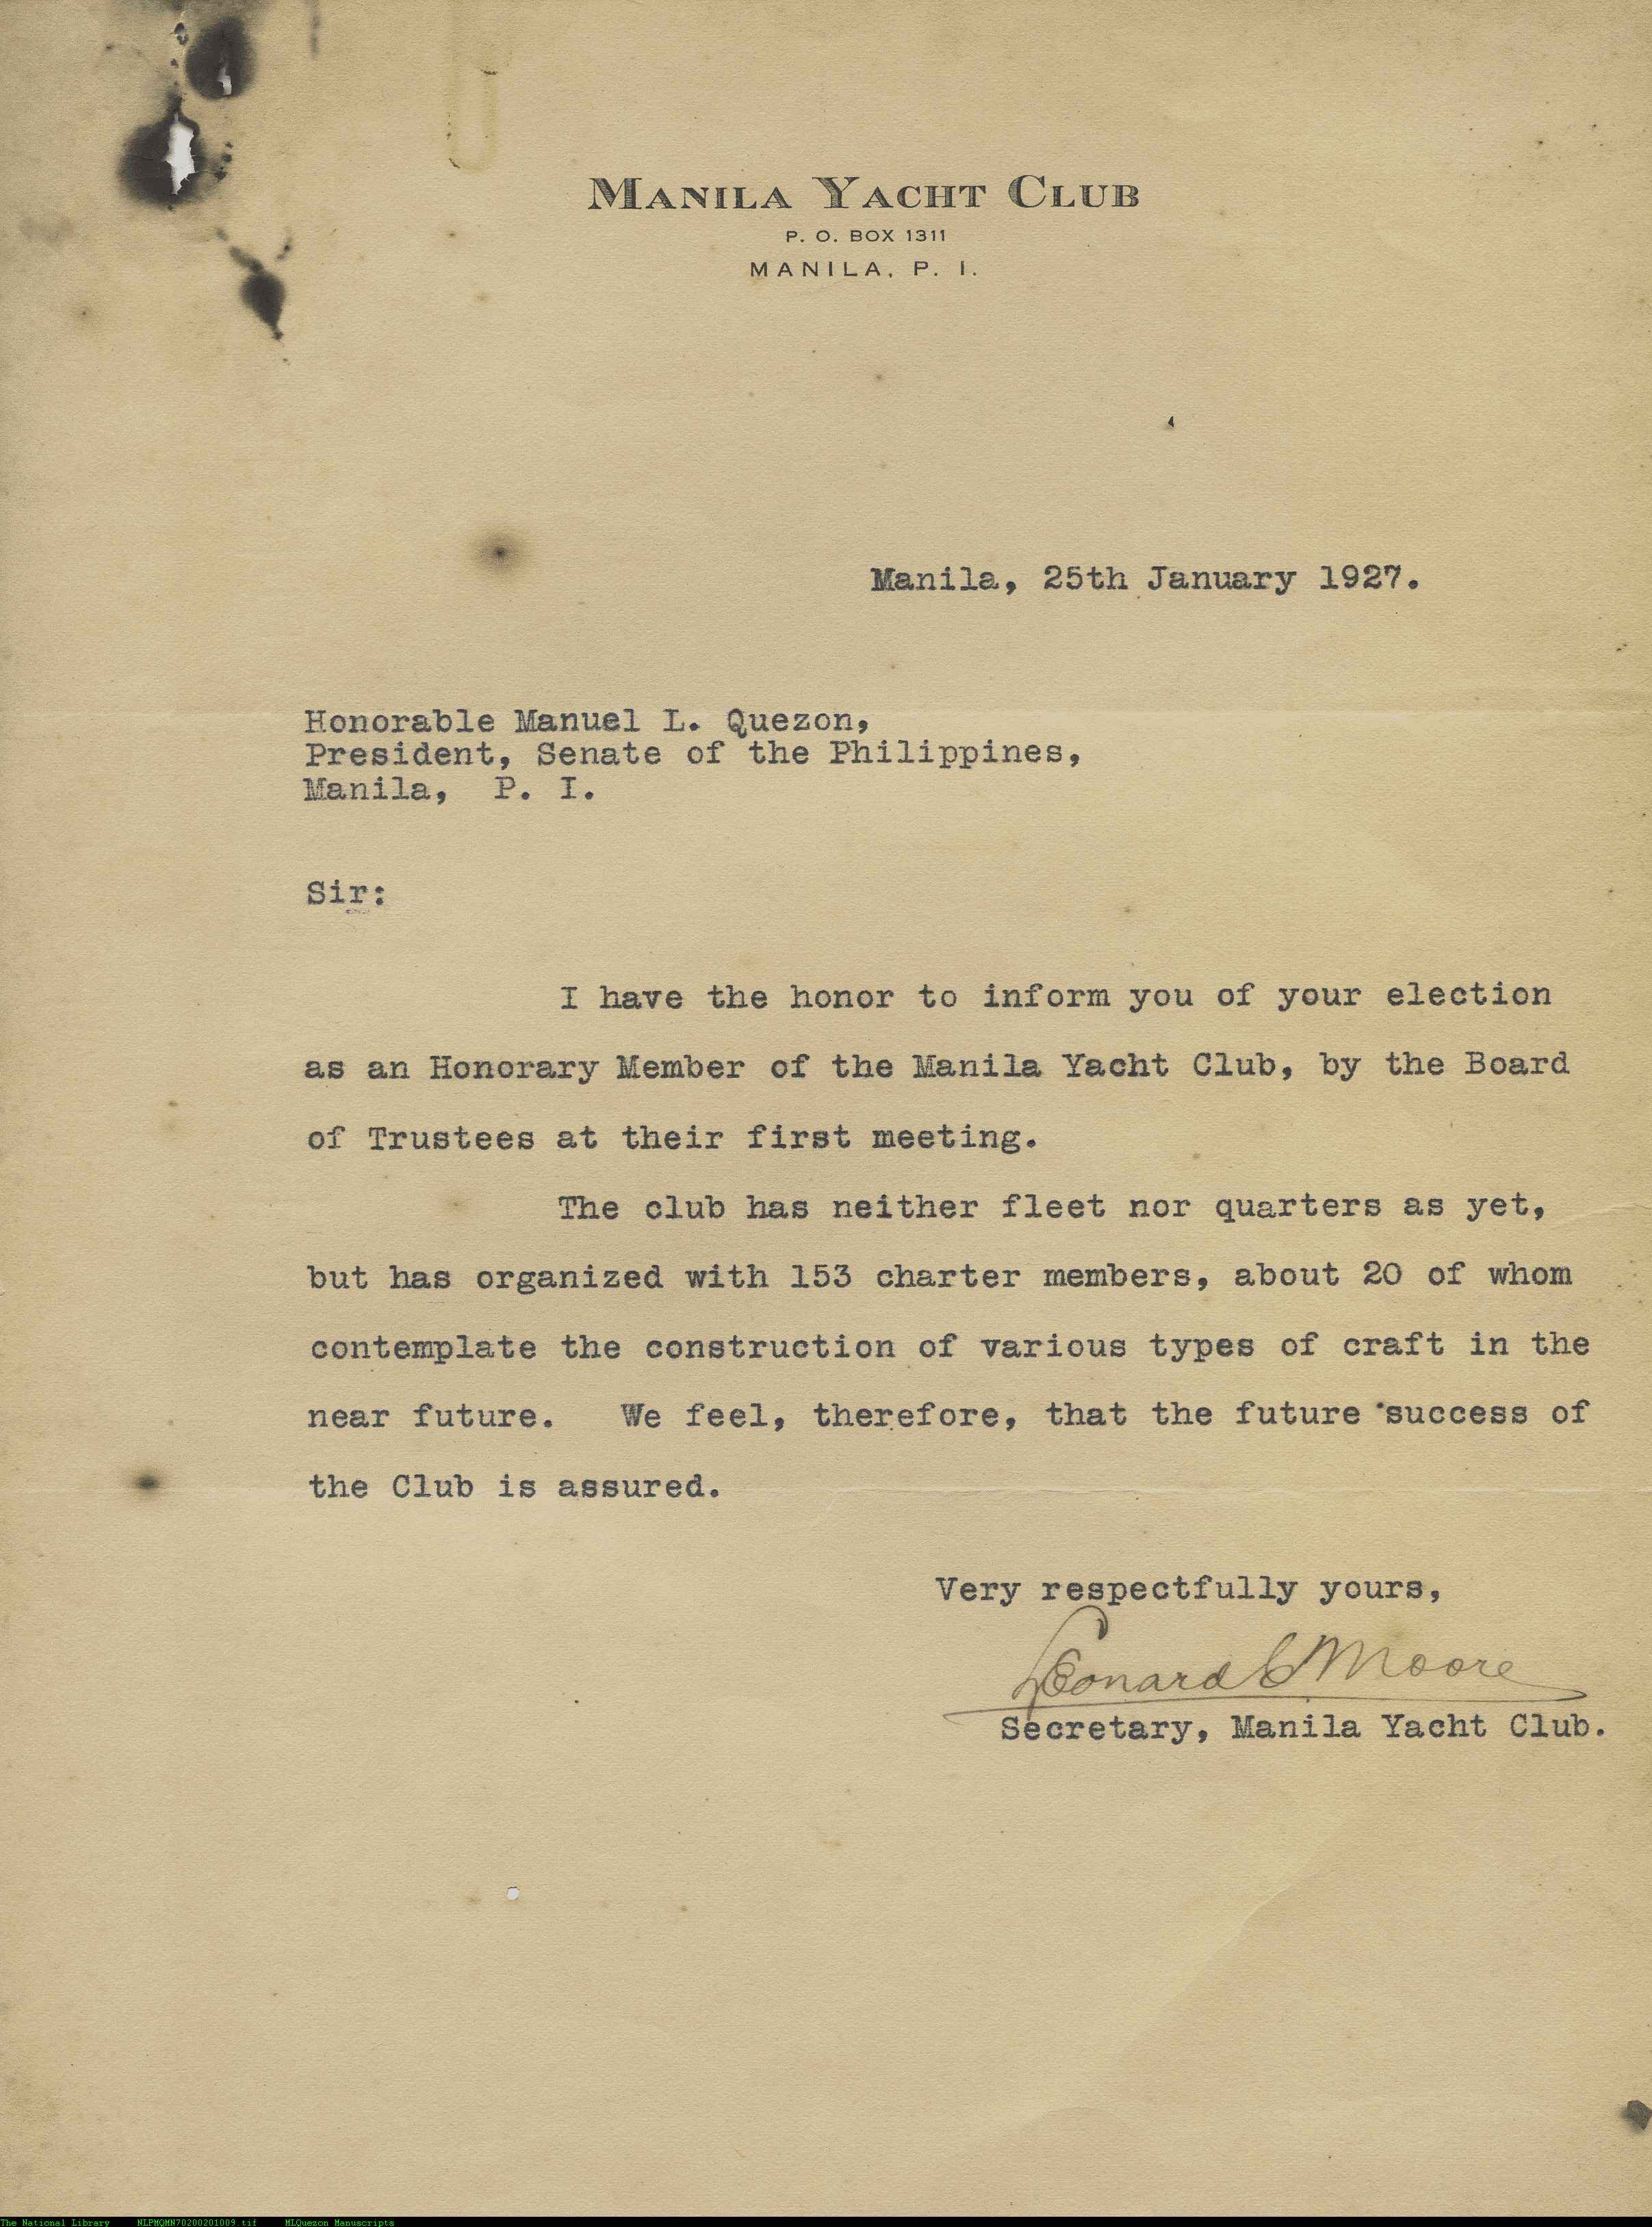 MANILA YACHT CLUB
P. O. BOX 1311
MANILA, P. I.
Manila, 25th January 1927.
Honorable Manuel L. Quezon,
President, Senate of the Philippines,
Manila, P. I.
Sir:
I have the honor to inform you of your election
as an Honorary Member of the Manila Yacht Club, by the Board
of Trustees at their first meeting.
The club has neither fleet nor quarters as yet,
but has organized with 153 charter members, about 20 of whom
contemplate the construction of various types of craft in the
near future. We feel, therefore, that the future success of
the Club is assured.
Very respectfully yours,
Leonard C Moore
Secretary, Manila Yacht Club.
The National Library NLPMQMN70200201009.tif MLQuezon Manuscripts